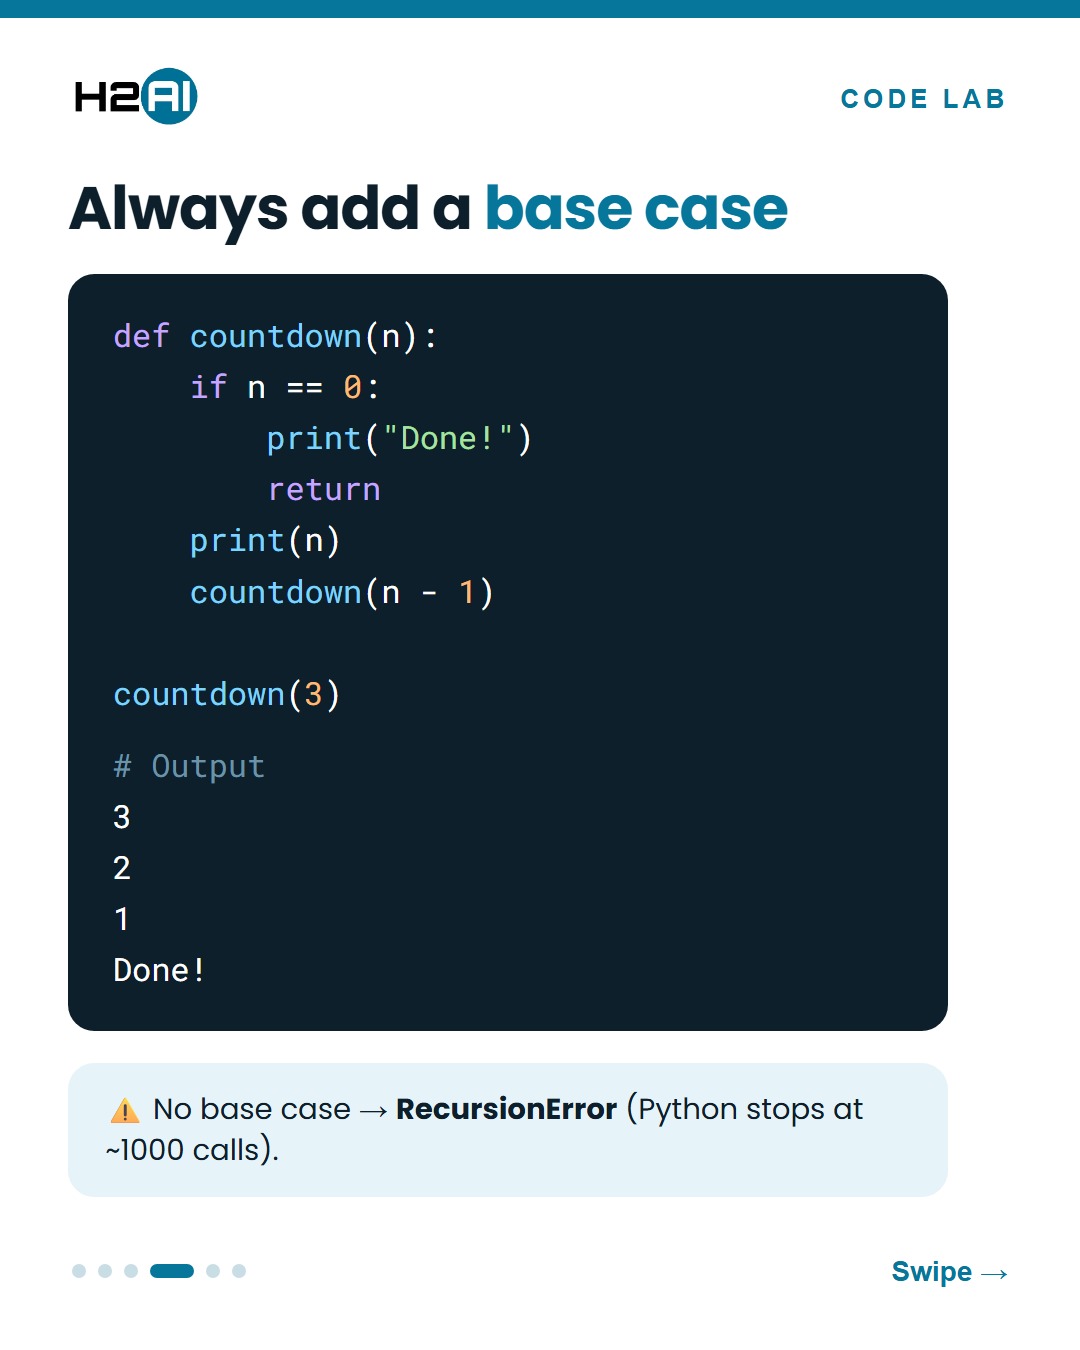 H2AI
CODE LAB
Always add a base case
def countdown(n):
    if n == 0:
        print("Done!")
        return
    print(n)
    countdown(n - 1)

countdown(3)
# Output
3
2
1
Done!
⚠️ No base case → RecursionError (Python stops at
~1000 calls).
Swipe →